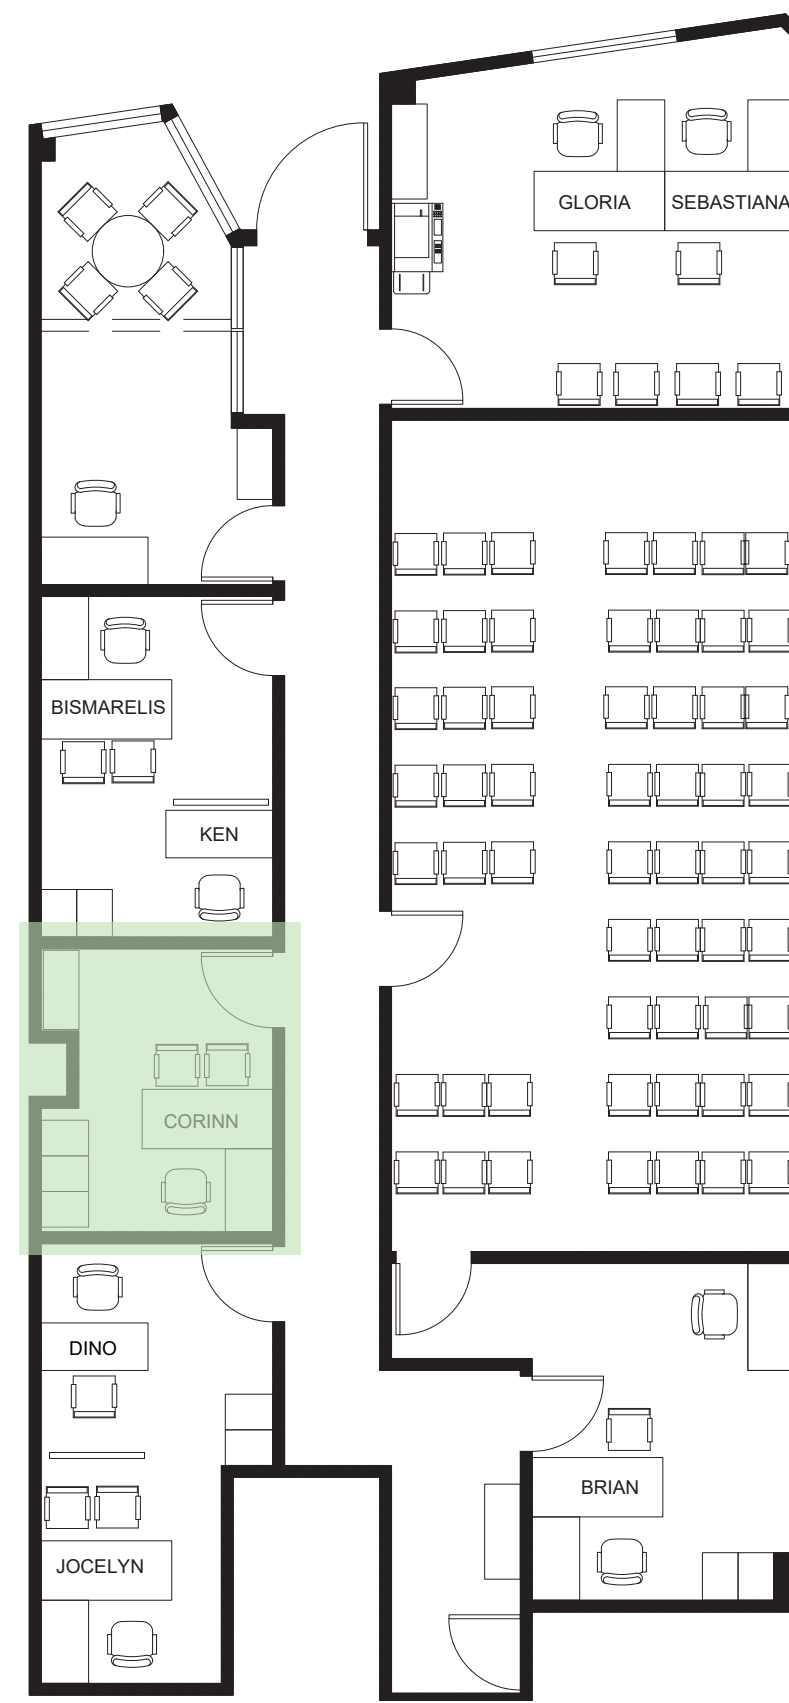 GLORIA
SEBASTIANA
BISMARELIS
KEN
CORINN
DINO
BRIAN
JOCELYN